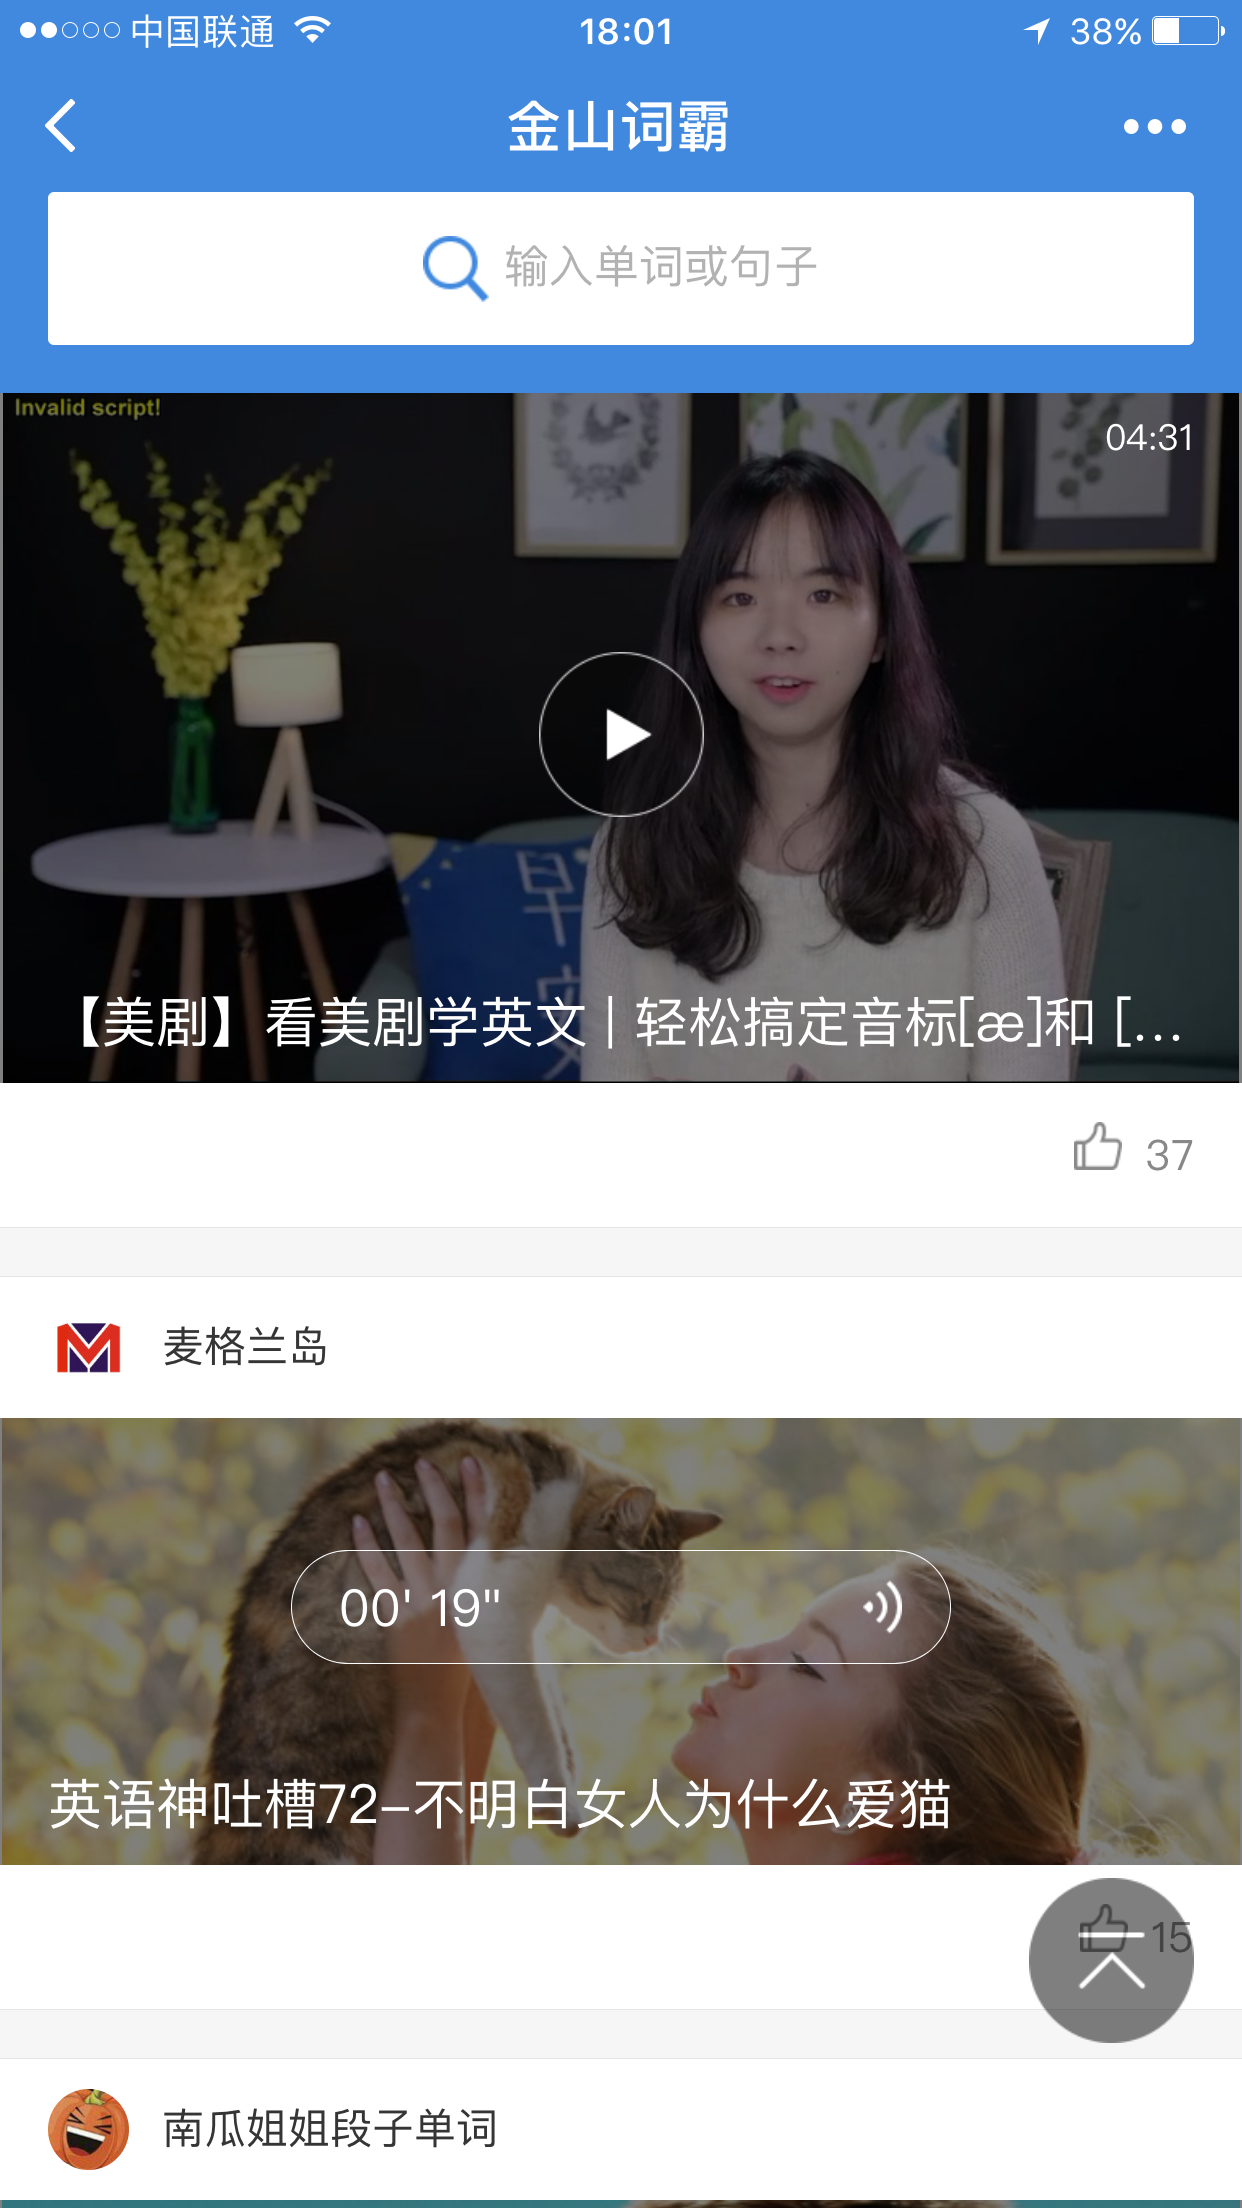 中国联通 18:01 38%
金山词霸
输入单词或句子
Invalid script!
04:31
早安
【美剧】看美剧学英文 | 轻松搞定音标[æ]和 [...
37
麦格兰岛
00' 19"
英语神吐槽72-不明白女人为什么爱猫
15
南瓜姐姐段子单词